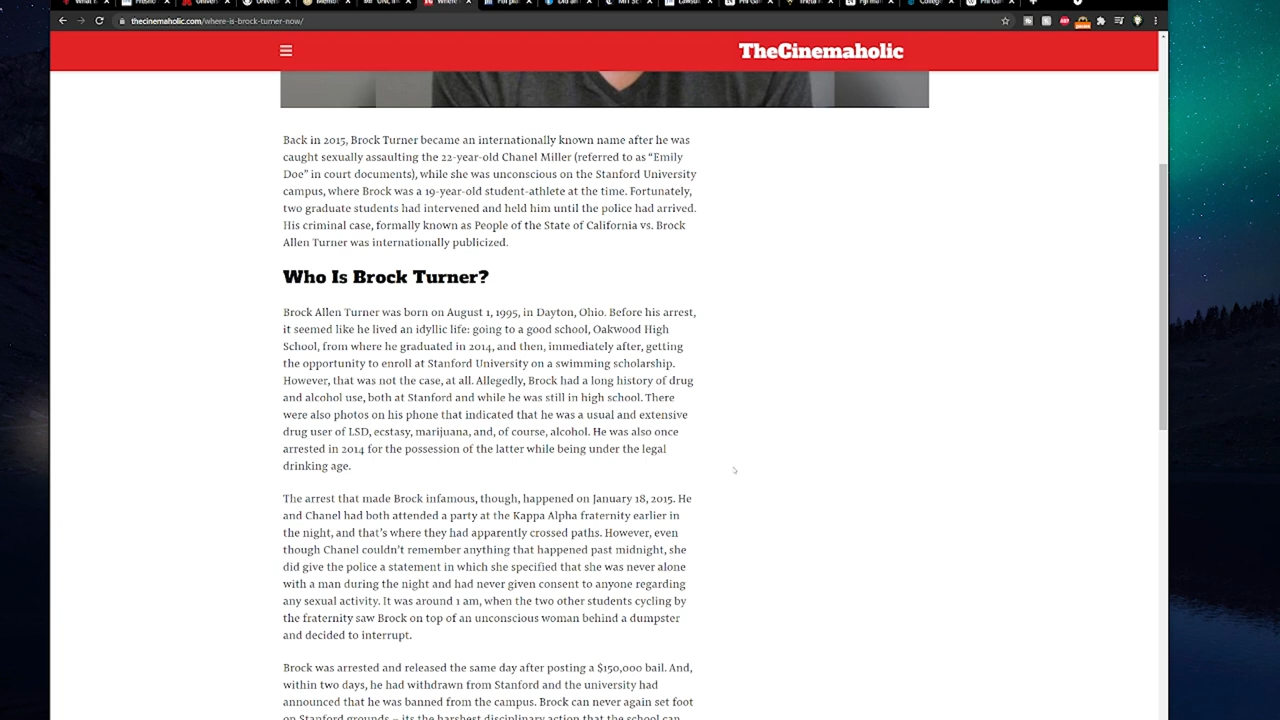 thecinemaholic.com/where-is-brock-turner-now/
TheCinemaholic
Back in 2015, Brock Turner became an internationally known name after he was
caught sexually assaulting the 22-year-old Chanel Miller (referred to as “Emily
Doe” in court documents), while she was unconscious on the Stanford University
campus, where Brock was a 19-year-old student-athlete at the time. Fortunately,
two graduate students had intervened and held him until the police had arrived.
His criminal case, formally known as People of the State of California vs. Brock
Allen Turner was internationally publicized.
Who Is Brock Turner?
Brock Allen Turner was born on August 1, 1995, in Dayton, Ohio. Before his arrest,
it seemed like he lived an idyllic life: going to a good school, Oakwood High
School, from where he graduated in 2014, and then, immediately after, getting
the opportunity to enroll at Stanford University on a swimming scholarship.
However, that was not the case, at all. Allegedly, Brock had a long history of drug
and alcohol use, both at Stanford and while he was still in high school. There
were also photos on his phone that indicated that he was a usual and extensive
drug user of LSD, ecstasy, marijuana, and, of course, alcohol. He was also once
arrested in 2014 for the possession of the latter while being under the legal
drinking age.
The arrest that made Brock infamous, though, happened on January 18, 2015. He
and Chanel had both attended a party at the Kappa Alpha fraternity earlier in
the night, and that’s where they had apparently crossed paths. However, even
though Chanel couldn’t remember anything that happened past midnight, she
did give the police a statement in which she specified that she was never alone
with a man during the night and had never given consent to anyone regarding
any sexual activity. It was around 1 am, when the two other students cycling by
the fraternity saw Brock on top of an unconscious woman behind a dumpster
and decided to interrupt.
Brock was arrested and released the same day after posting a $150,000 bail. And,
within two days, he had withdrawn from Stanford and the university had
announced that he was banned from the campus. Brock can never again set foot
on Stanford grounds – its the harshest disciplinary action that the school can